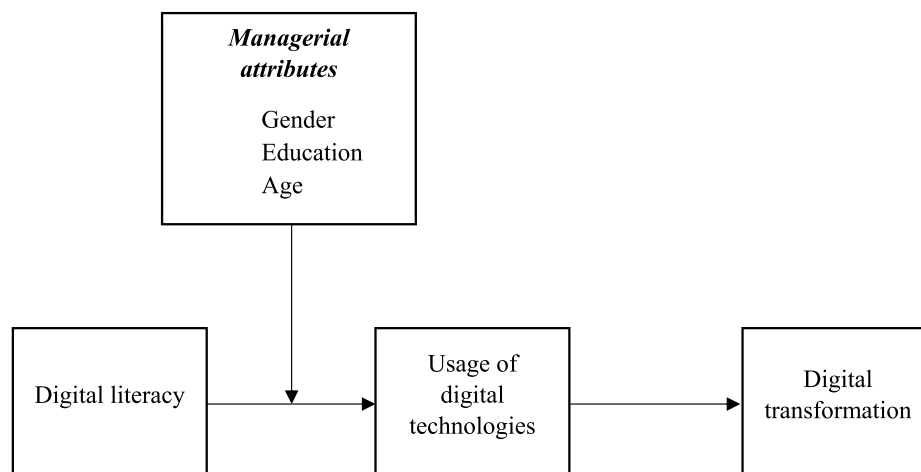 Managerial
attributes
Gender
Education
Age
Digital literacy
Usage of
digital
technologies
Digital
transformation